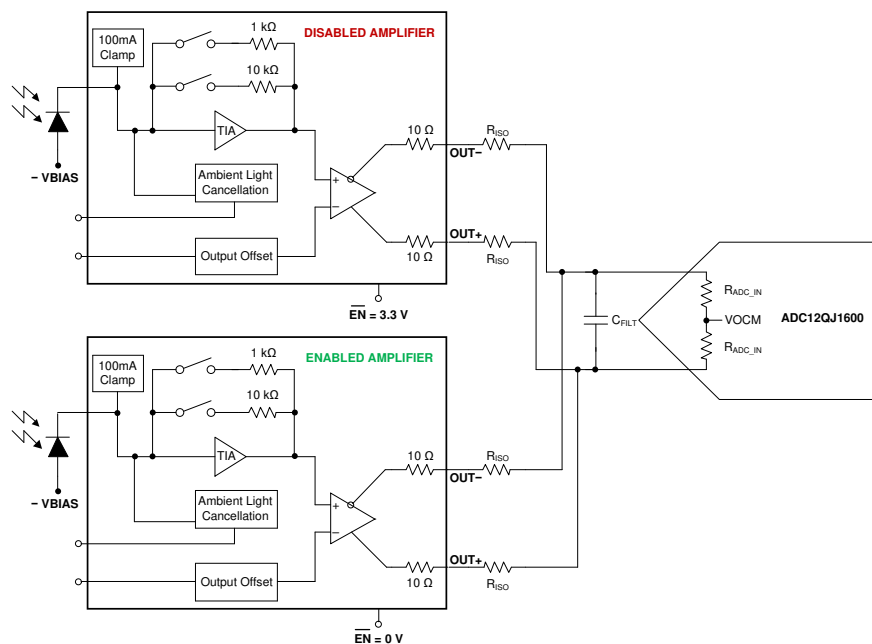 DISABLED AMPLIFIER
100mA
Clamp
1 kΩ
10 kΩ
TIA
Ambient Light
Cancellation
Output Offset
+
−
10 Ω
10 Ω
OUT−
RISO
OUT+
RISO
− VBIAS
EN = 3.3 V
CFILT
RADC_IN
VOCM
RADC_IN
ADC12QJ1600
ENABLED AMPLIFIER
100mA
Clamp
1 kΩ
10 kΩ
TIA
Ambient Light
Cancellation
Output Offset
+
−
10 Ω
10 Ω
OUT−
RISO
OUT+
RISO
− VBIAS
EN = 0 V